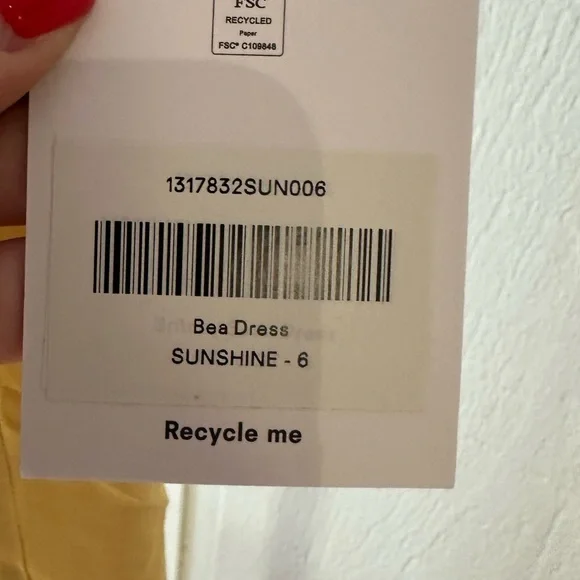 FSC
RECYCLED
Paper
FSC® C109848
1317832SUN006
Bea Dress
SUNSHINE - 6
Recycle me